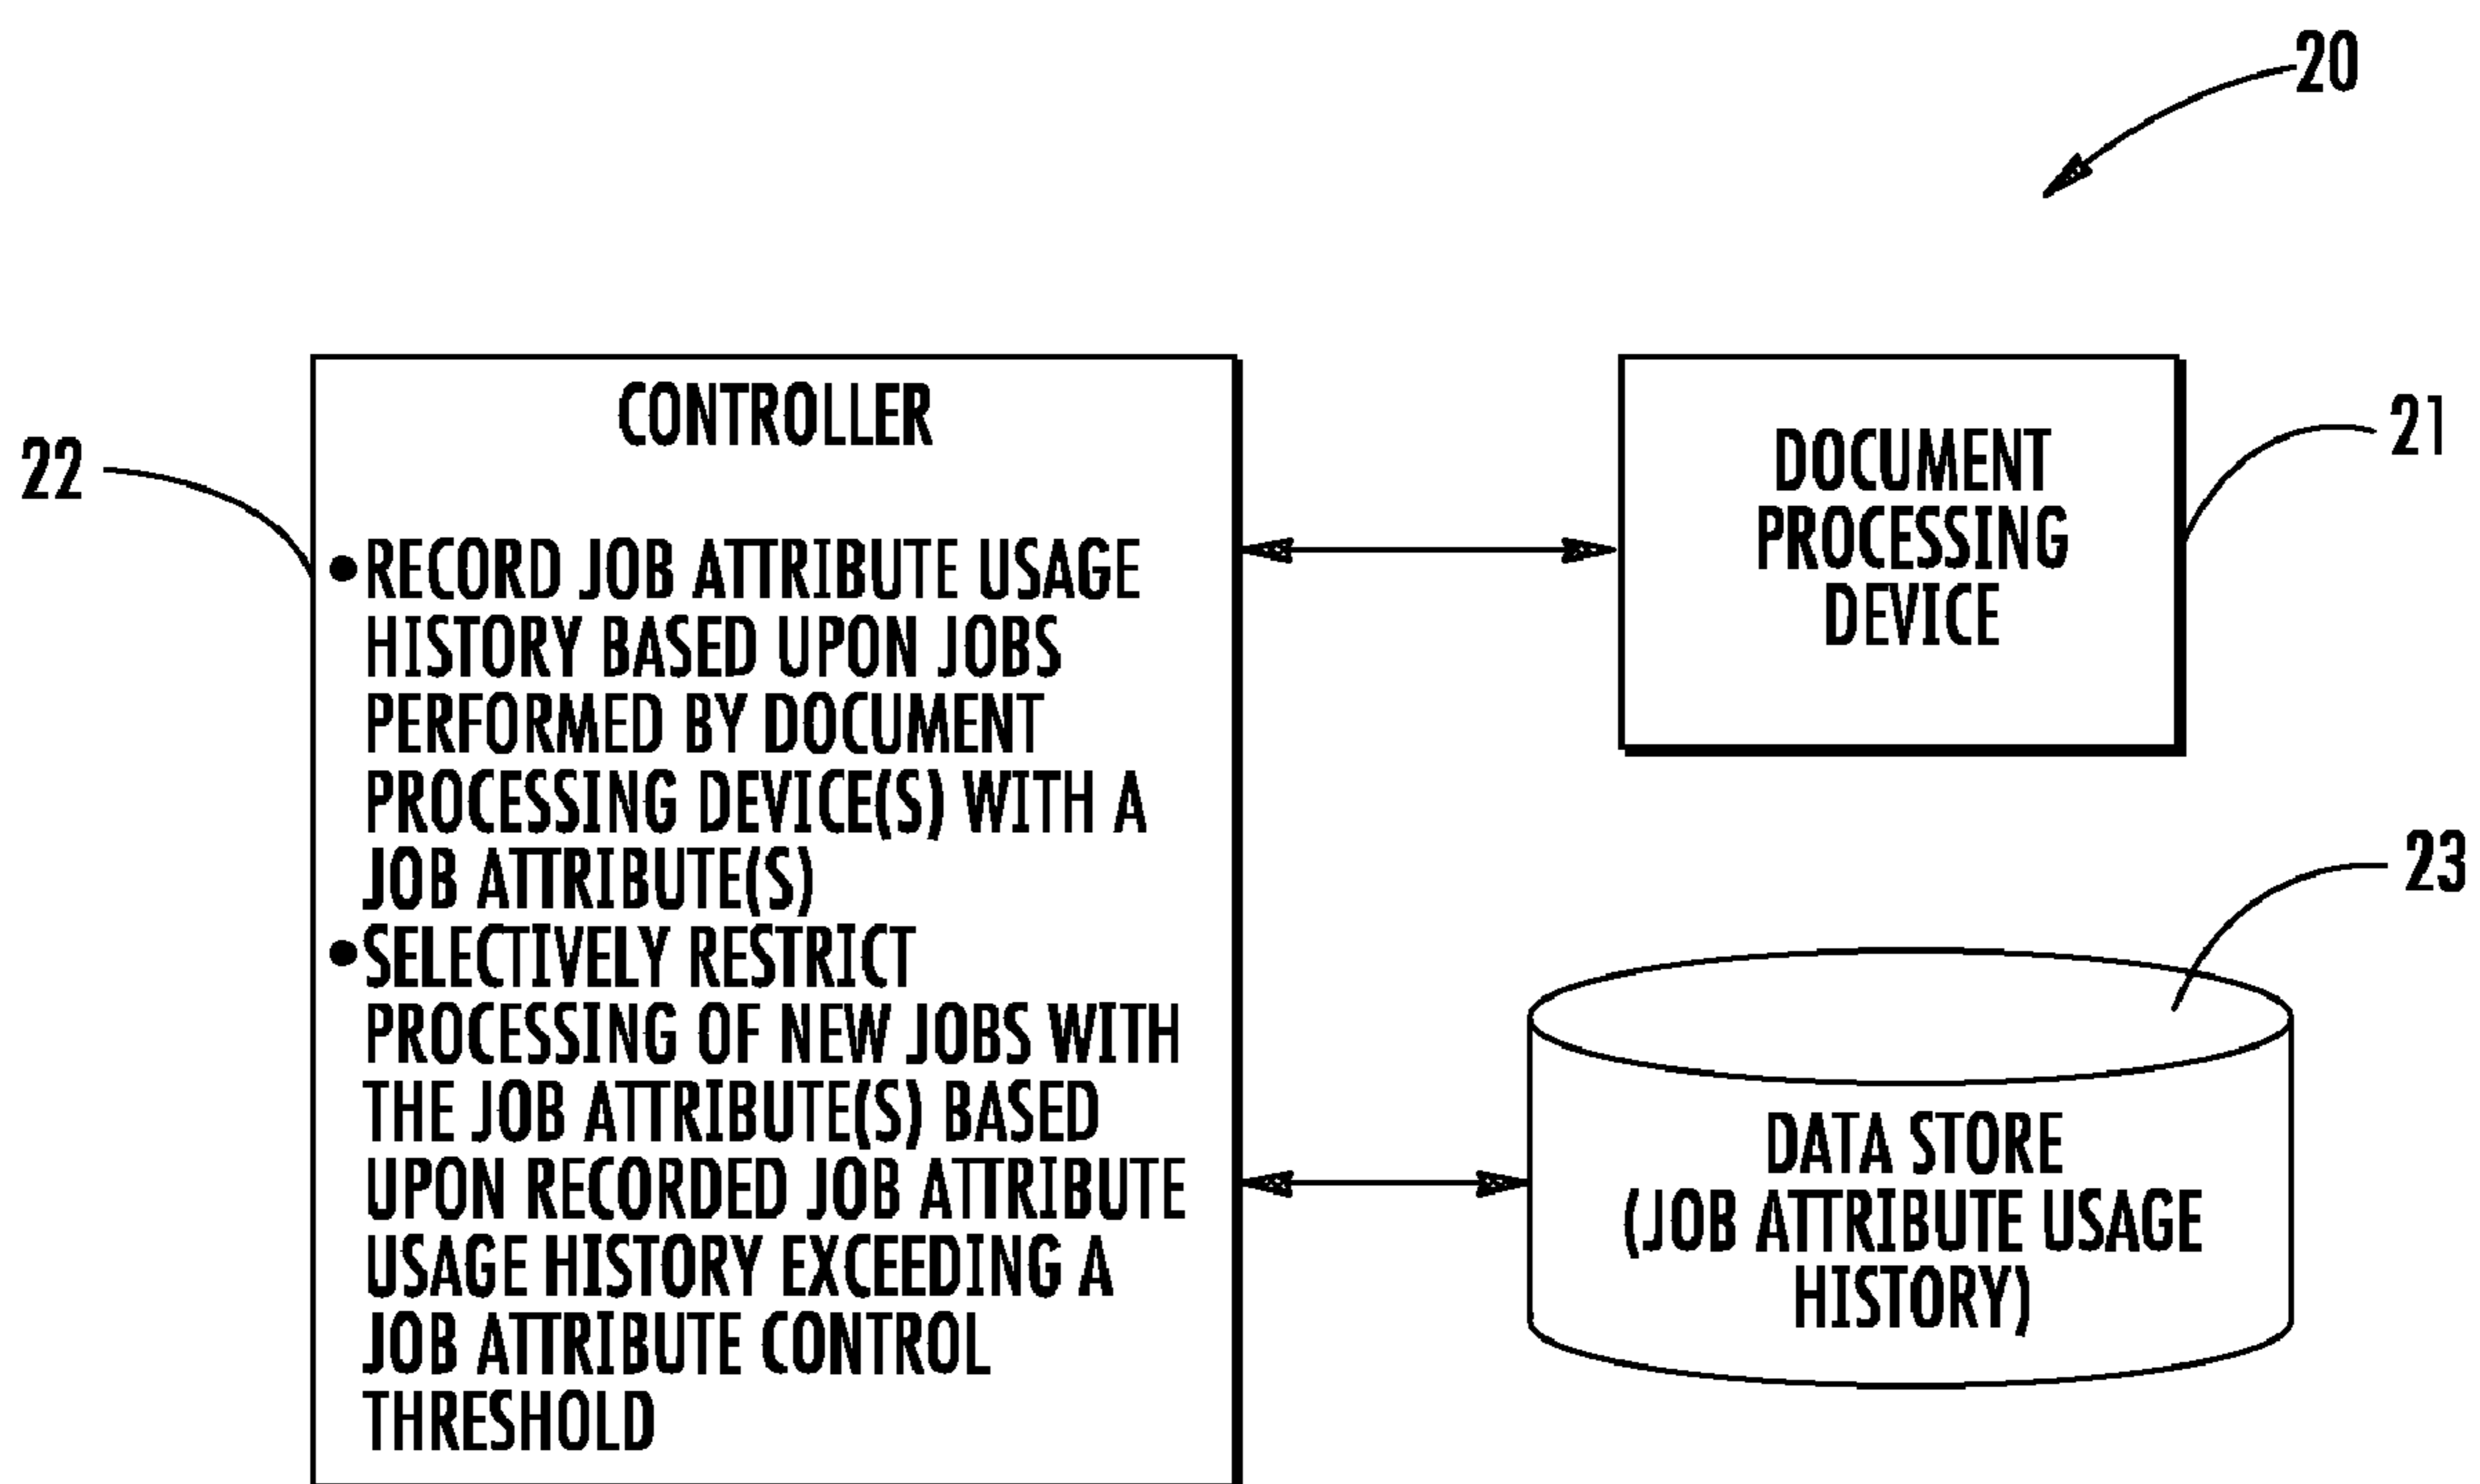 20
CONTROLLER
22
● RECORD JOB ATTRIBUTE USAGE
HISTORY BASED UPON JOBS
PERFORMED BY DOCUMENT
PROCESSING DEVICE(S) WITH A
JOB ATTRIBUTE(S)
● SELECTIVELY RESTRICT
PROCESSING OF NEW JOBS WITH
THE JOB ATTRIBUTE(S) BASED
UPON RECORDED JOB ATTRIBUTE
USAGE HISTORY EXCEEDING A
JOB ATTRIBUTE CONTROL
THRESHOLD
DOCUMENT
PROCESSING
DEVICE
21
23
DATA STORE
(JOB ATTRIBUTE USAGE
HISTORY)